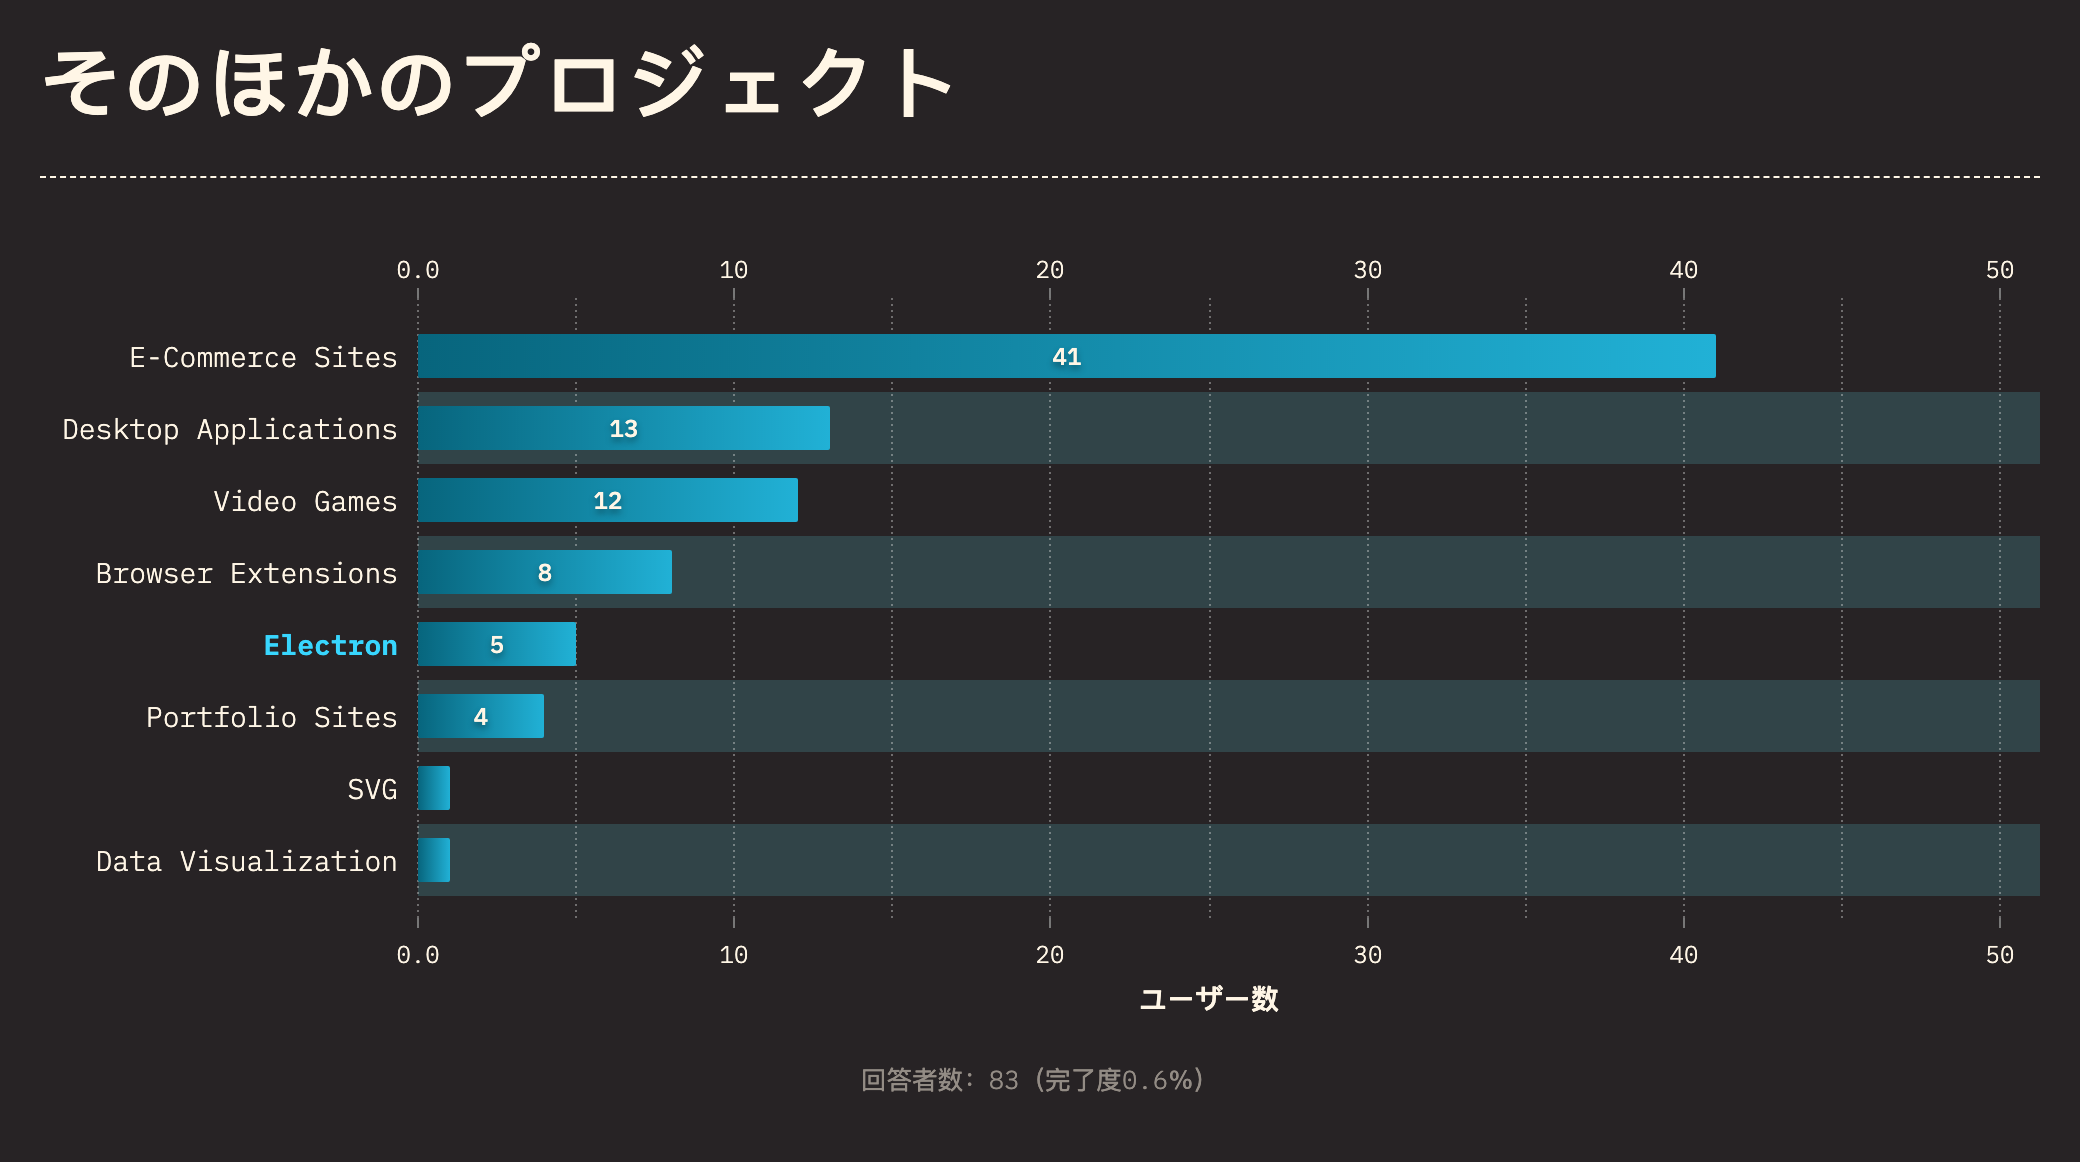 そのほかのプロジェクト
0.0 10 20 30 40 50
E-Commerce Sites 41
Desktop Applications 13
Video Games 12
Browser Extensions 8
Electron 5
Portfolio Sites 4
SVG
Data Visualization
0.0 10 20 30 40 50
ユーザー数
回答者数: 83 (完了度0.6%)